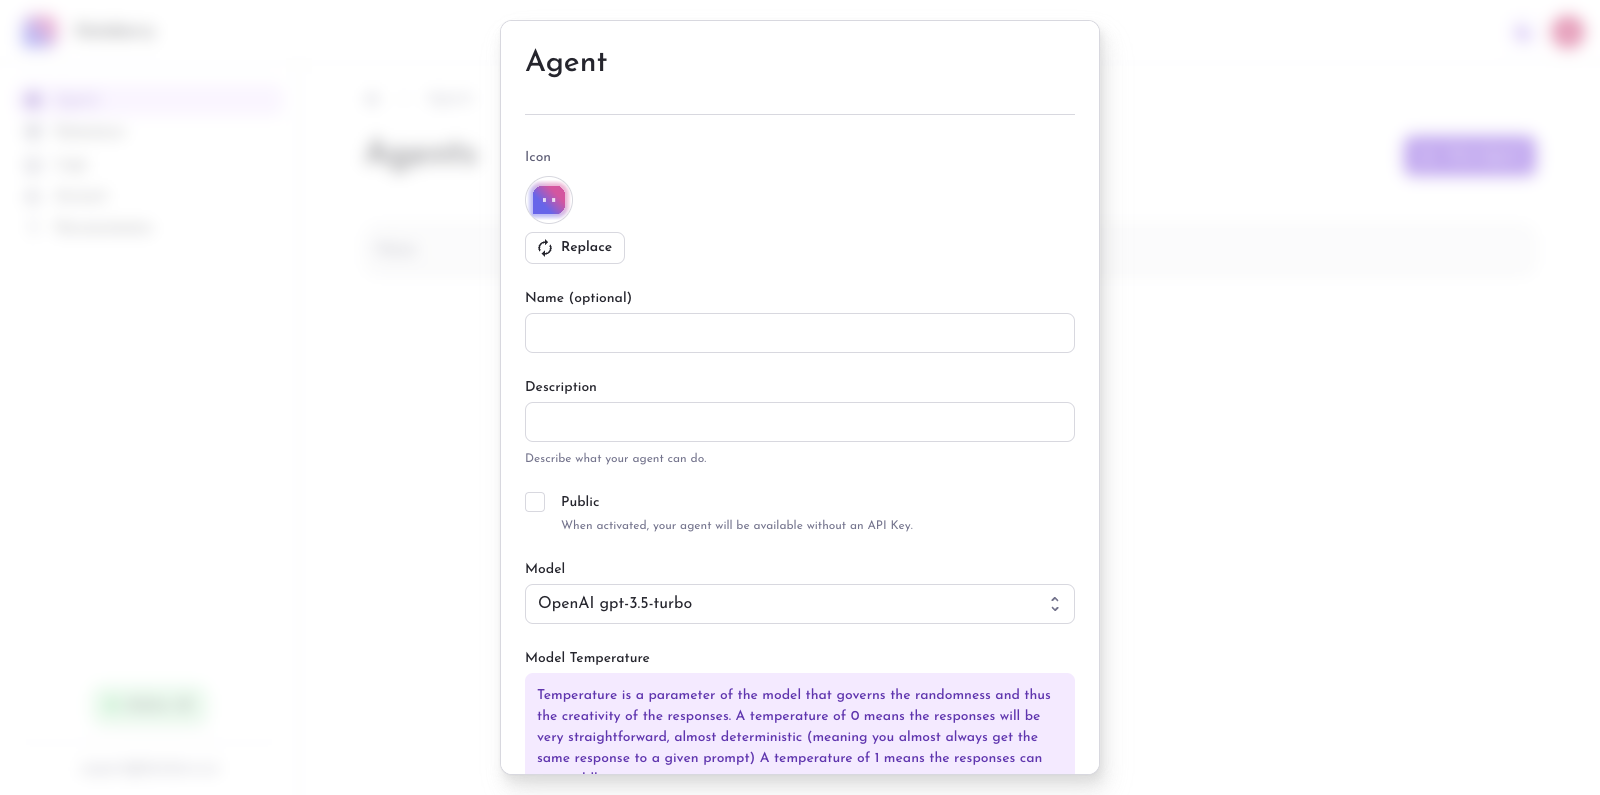 Agent
Icon
Replace
Name (optional)
Description
Describe what your agent can do.
Public
When activated, your agent will be available without an API Key.
Model
OpenAI gpt-3.5-turbo
Model Temperature
Temperature is a parameter of the model that governs the randomness and thus
the creativity of the responses. A temperature of 0 means the responses will be
very straightforward, almost deterministic (meaning you almost always get the
same response to a given prompt) A temperature of 1 means the responses can
Agents